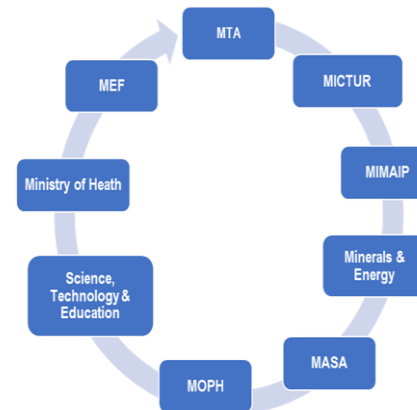 MTA
MICTUR
MIMAIP
Minerals &
Energy
MASA
MOPH
Science,
Technology &
Education
Ministry of Heath
MEF